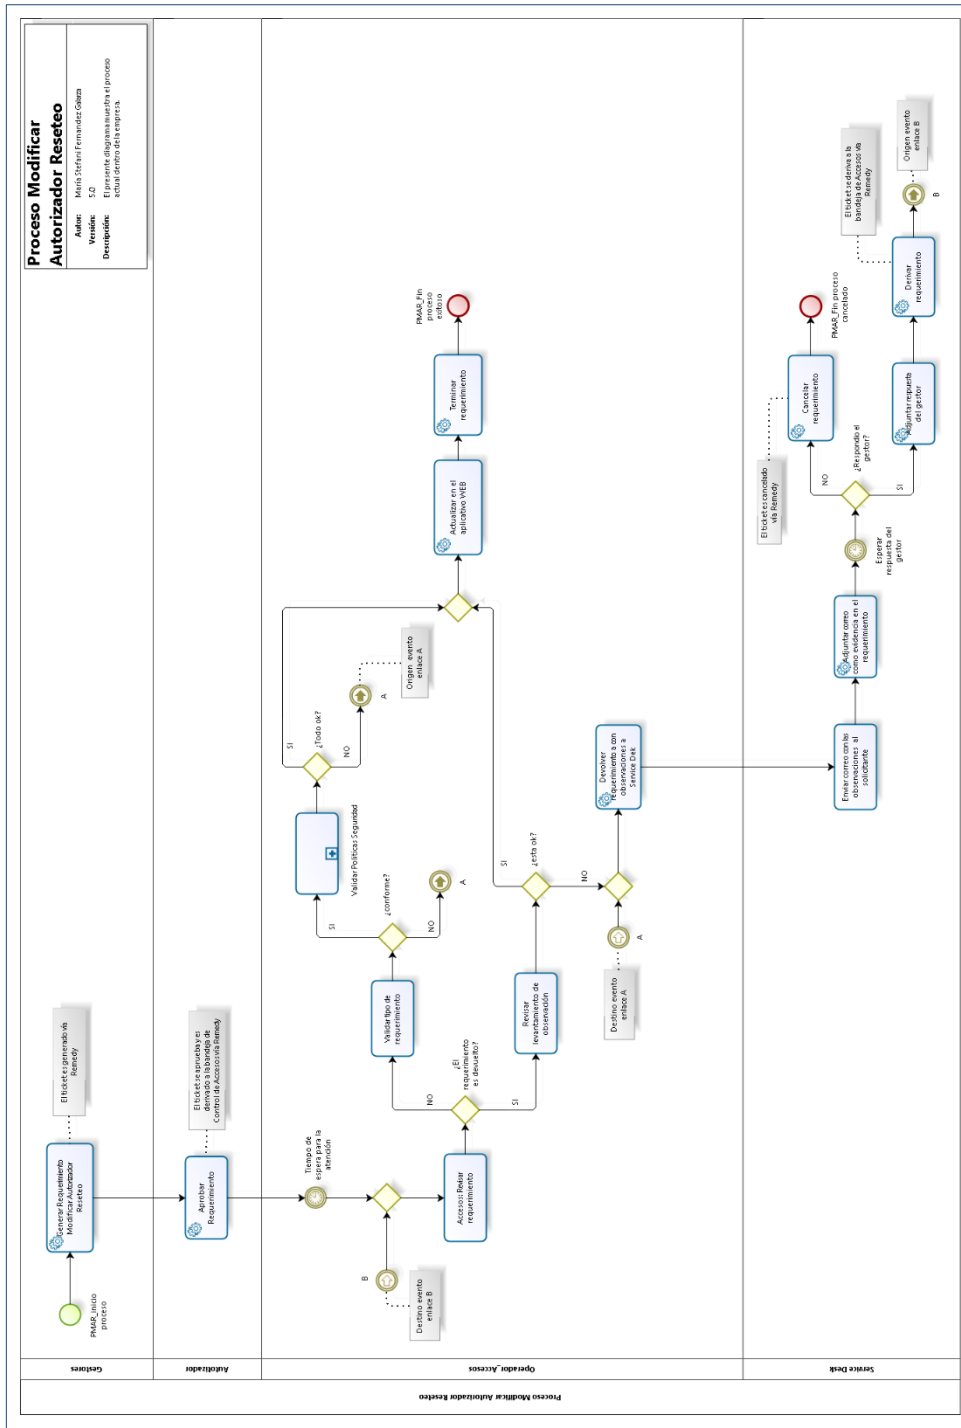 Proceso Modificar
Autorizador Reseteo
Autor: María Stefani Fernandez Galarza
Versión: 5.0
Descripción: El presente diagrama muestra el proceso
actual dentro de la empresa.
Proceso Modificar Autorizador Reseteo
Gestores
PMAR_inicio
proceso
Generar Requerimiento
Modificar Autorizador
Reseteo
El ticket es generado vía
Remedy
Autotizador
Aprobar
Requerimiento
El ticket se aprueba y es
derivado a la bandeja de
Control de Accesos vía Remedy
Operador_Accesos
Tiempo de
espera para la
atención
B
Destino evento
enlace B
Accesos: Revisar
requerimiento
¿El
requerimiento
es devuelto?
NO
SI
Validar tipo de
requerimiento
¿conforme?
SI
NO
A
Validar Políticas Seguridad
¿Todo ok?
SI
NO
A
Origen evento
enlace A
Revisar
levantamiento de
observación
¿esta ok?
SI
NO
Destino evento
enlace A
A
Devolver
requerimiento a con
observaciones a
Service Dek
Actualizar en el
aplicativo WEB
Terminar
requerimiento
PMAR_Fin
proceso
exitoso
Service Desk
Enviar correo con las
observaciones al
solicitante
Adjuntar correo
como evidencia en el
requerimiento
Esperar
respuesta del
gestor
¿Respondio el
gestor?
NO
SI
El ticket es cancelado
vía Remedy
Cancelar
requerimiento
PMAR_Fin proceso
cancelado
Adjuntar repuesta
del gestor
Derivar
requerimiento
El ticket se deriva a la
bandeja de Accesos vía
Remedy
B
Origen evento
enlace B